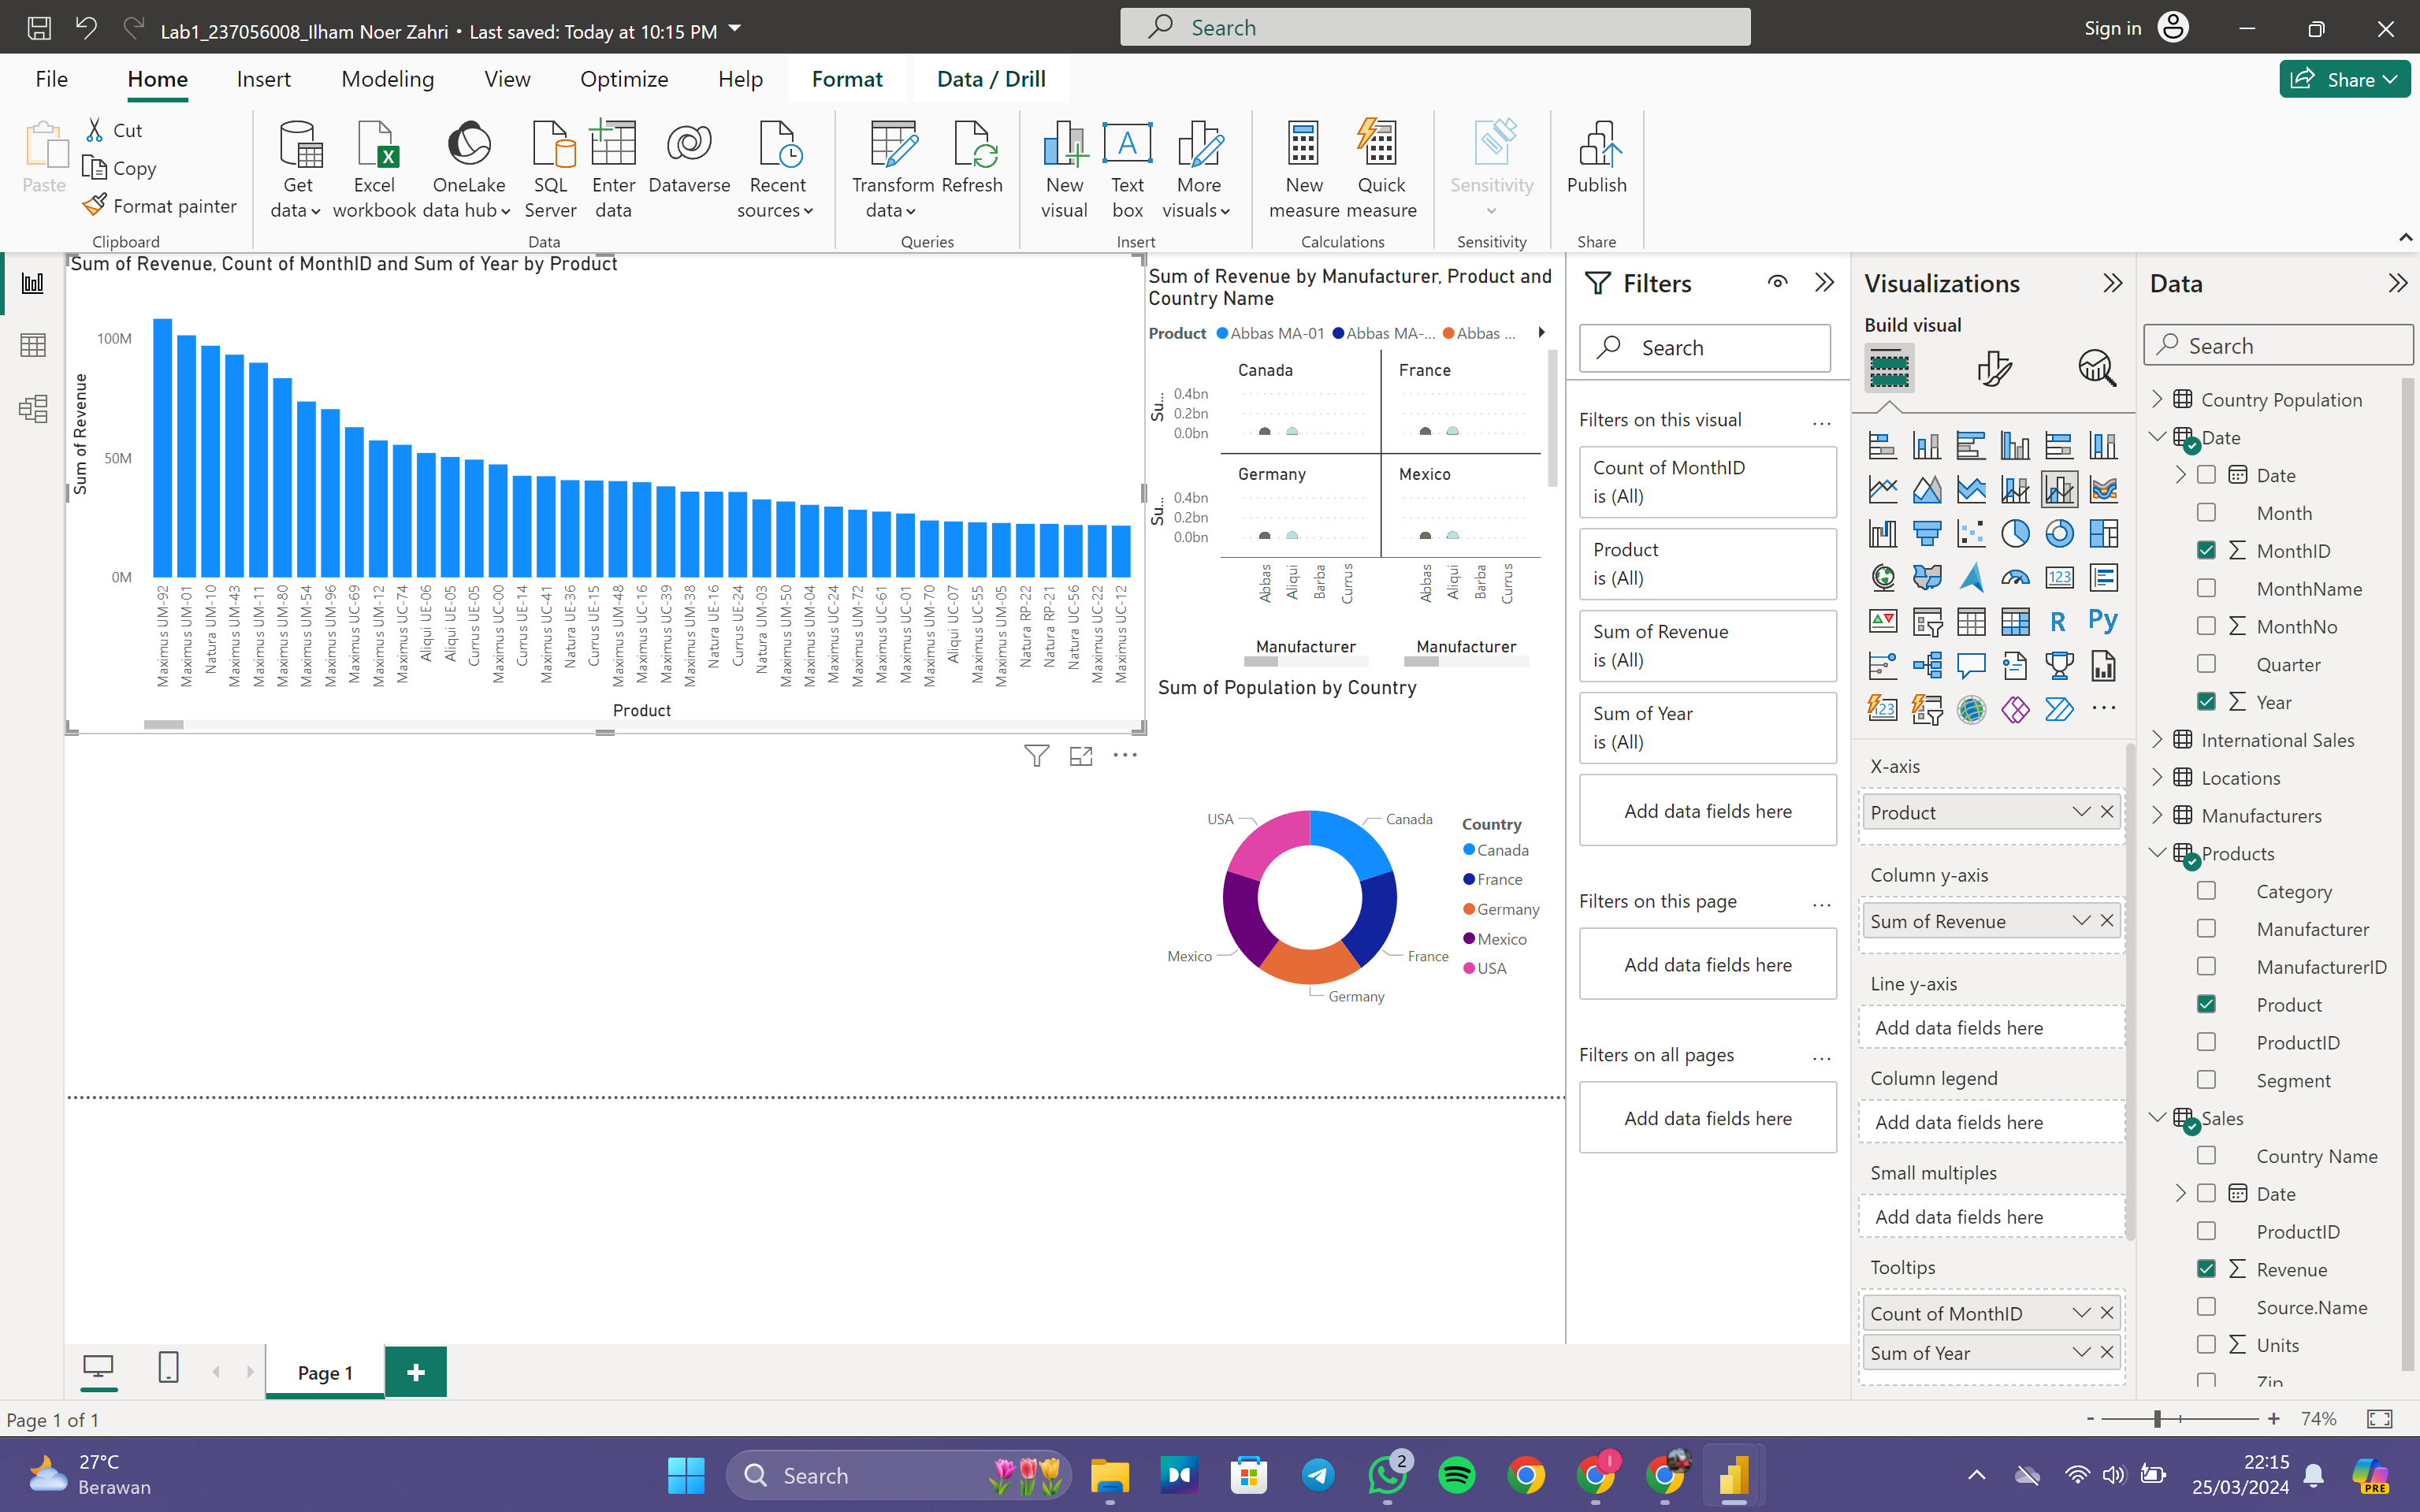 Lab1_237056008_Ilham Noer Zahri • Last saved: Today at 10:15 PM
Search
Sign in
File
Home
Insert
Modeling
View
Optimize
Help
Format
Data / Drill
Share
Paste
Cut
Copy
Format painter
Clipboard
Get data
Excel workbook
OneLake data hub
SQL Server
Enter data
Dataverse
Recent sources
Data
Transform data
Refresh
Queries
New visual
Text box
More visuals
Insert
New measure
Quick measure
Calculations
Sensitivity
Sensitivity
Publish
Share
Sum of Revenue, Count of MonthID and Sum of Year by Product
Sum of Revenue
100M
50M
0M
Maximus UM-92
Maximus UM-01
Natura UM-10
Maximus UM-43
Maximus UM-11
Maximus UM-80
Maximus UM-54
Maximus UM-96
Maximus UC-69
Maximus UM-12
Maximus UC-74
Aliqui UE-06
Aliqui UE-05
Currus UE-05
Maximus UC-00
Currus UE-14
Maximus UC-41
Natura UE-36
Currus UE-15
Maximus UM-48
Maximus UC-16
Maximus UC-39
Maximus UM-38
Natura UE-16
Currus UE-24
Natura UM-03
Maximus UM-50
Maximus UM-04
Maximus UC-24
Maximus UM-72
Maximus UC-61
Maximus UC-01
Maximus UM-70
Aliqui UC-07
Maximus UC-55
Maximus UM-05
Natura RP-22
Natura RP-21
Natura UC-56
Maximus UC-22
Maximus UC-12
Product
Sum of Revenue by Manufacturer, Product and
Country Name
Product Abbas MA-01 Abbas MA-... Abbas ...
Canada
France
Su...
0.4bn
0.2bn
0.0bn
Germany
Mexico
Su...
0.4bn
0.2bn
0.0bn
Abbas
Aliqui
Barba
Currus
Abbas
Aliqui
Barba
Currus
Manufacturer
Manufacturer
Sum of Population by Country
USA
Canada
Mexico
France
Germany
Country
Canada
France
Germany
Mexico
USA
Filters
Search
Filters on this visual
...
Count of MonthID
is (All)
Product
is (All)
Sum of Revenue
is (All)
Sum of Year
is (All)
Add data fields here
Filters on this page
...
Add data fields here
Filters on all pages
...
Add data fields here
Visualizations
Build visual
123
R
Py
123
...
X-axis
Product
Column y-axis
Sum of Revenue
Line y-axis
Add data fields here
Column legend
Add data fields here
Small multiples
Add data fields here
Tooltips
Count of MonthID
Sum of Year
Data
Search
Country Population
Date
Date
Month
MonthID
MonthName
MonthNo
Quarter
Year
International Sales
Locations
Manufacturers
Products
Category
Manufacturer
ManufacturerID
Product
ProductID
Segment
Sales
Country Name
Date
ProductID
Revenue
Source.Name
Units
Zip
Page 1
Page 1 of 1
- + 74%
27°C
Berawan
Search
2
22:15
25/03/2024
PRE